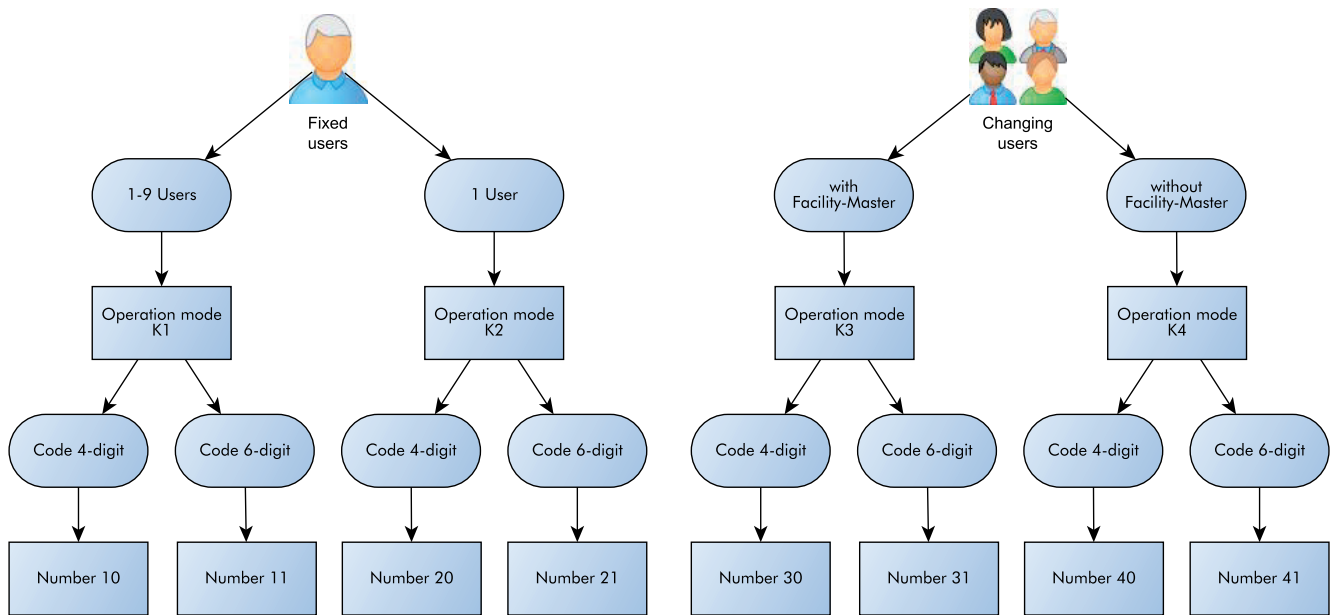 Fixed
users
Changing
users
1-9 Users
1 User
with
Facility-Master
without
Facility-Master
Operation mode
K1
Operation mode
K2
Operation mode
K3
Operation mode
K4
Code 4-digit
Code 6-digit
Code 4-digit
Code 6-digit
Code 4-digit
Code 6-digit
Code 4-digit
Code 6-digit
Number 10
Number 11
Number 20
Number 21
Number 30
Number 31
Number 40
Number 41